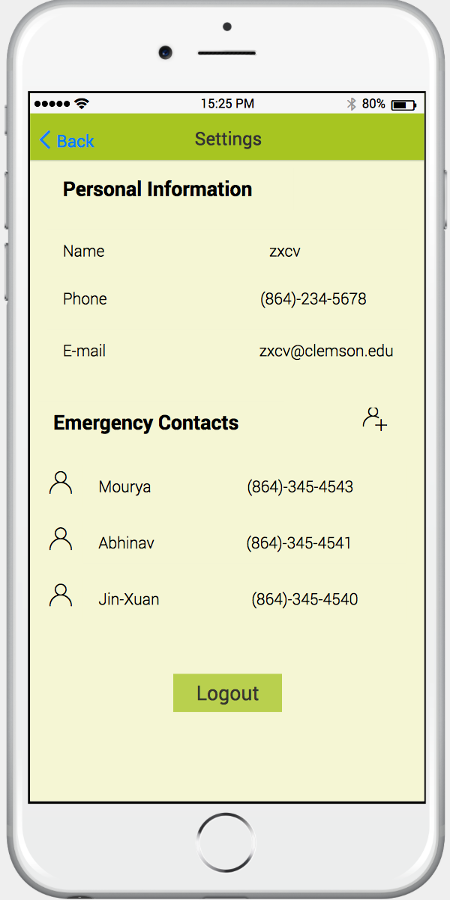 15:25 PM 80%
Back Settings
Personal Information
Name zxcv
Phone (864)-234-5678
E-mail zxcv@clemson.edu
Emergency Contacts
Mourya (864)-345-4543
Abhinav (864)-345-4541
Jin-Xuan (864)-345-4540
Logout